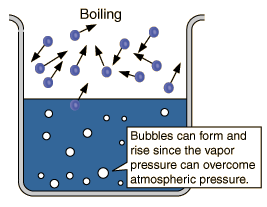 Boiling
Bubbles can form and
rise since the vapor
pressure can overcome
atmospheric pressure.